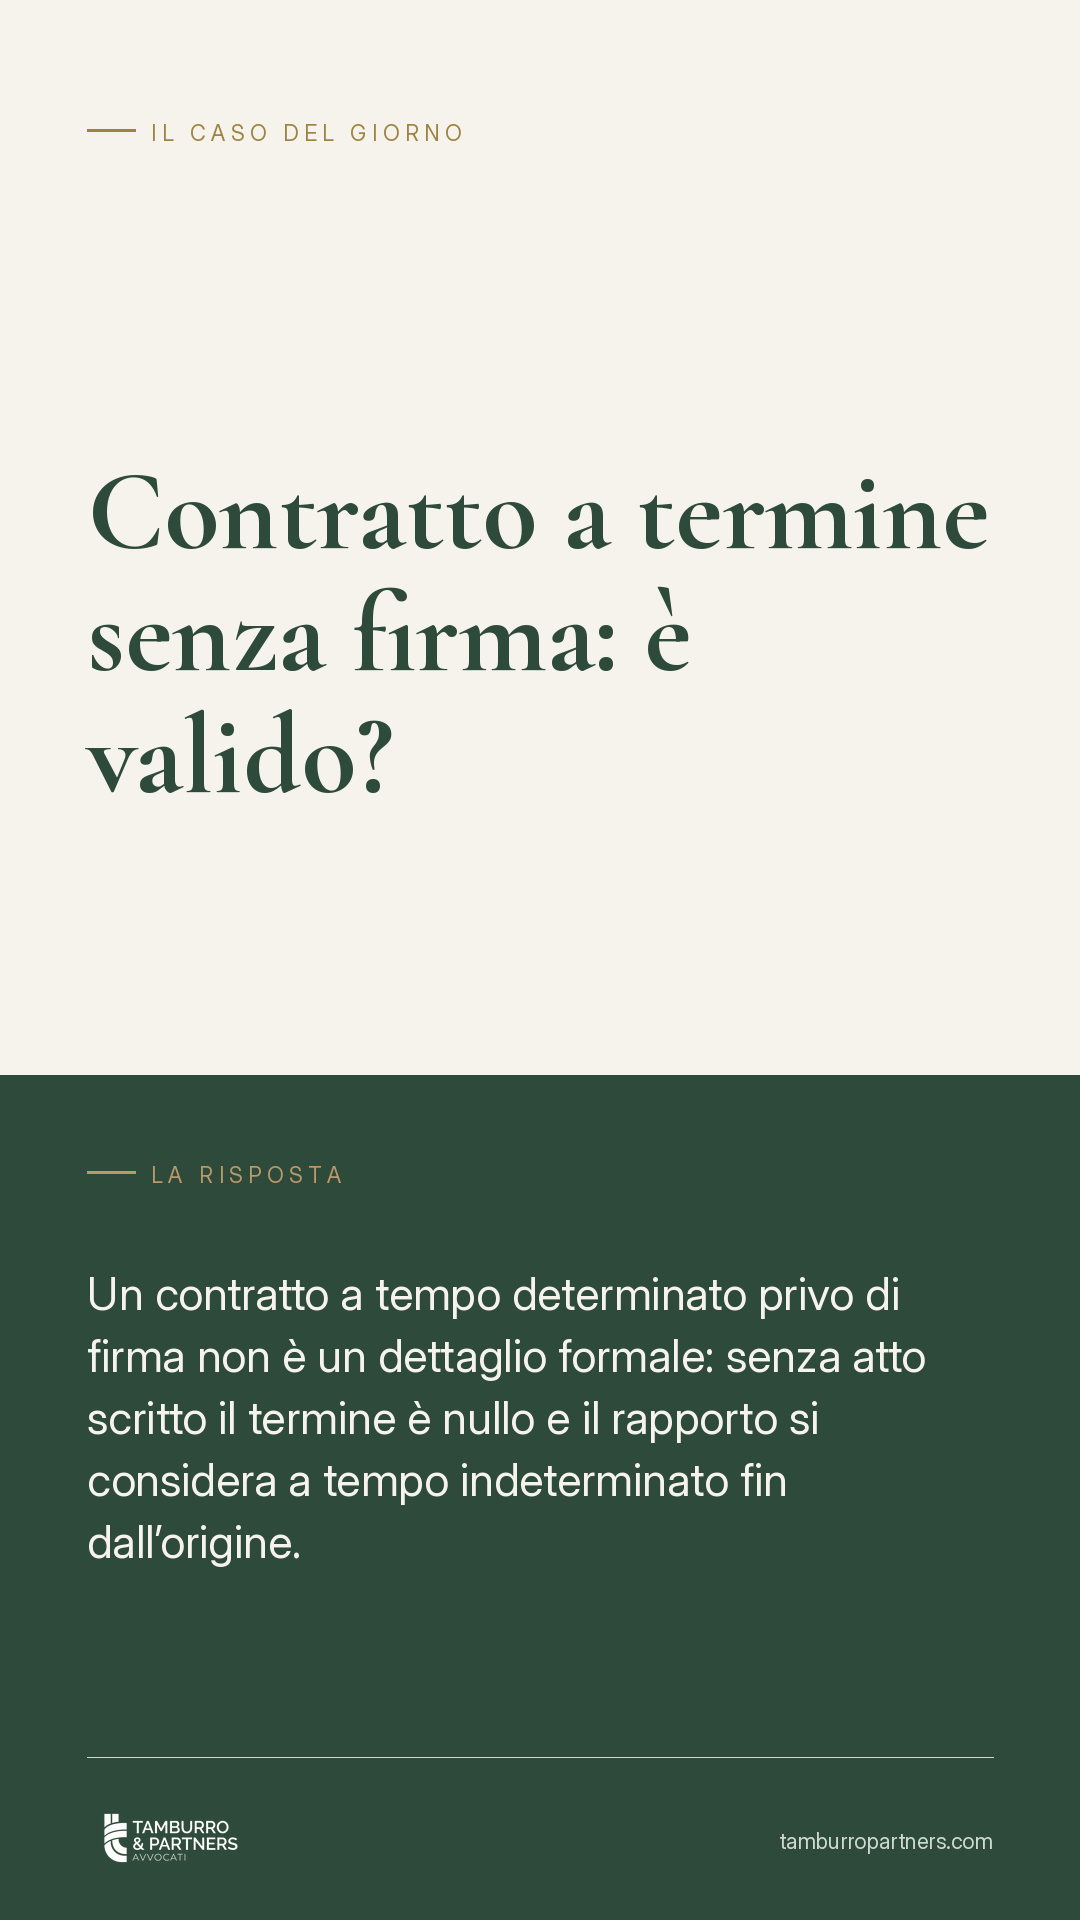 IL CASO DEL GIORNO
Contratto a termine
senza firma: è
valido?
LA RISPOSTA
Un contratto a tempo determinato privo di
firma non è un dettaglio formale: senza atto
scritto il termine è nullo e il rapporto si
considera a tempo indeterminato fin
dall’origine.
TAMBURRO
& PARTNERS
AVVOCATI
tamburropartners.com